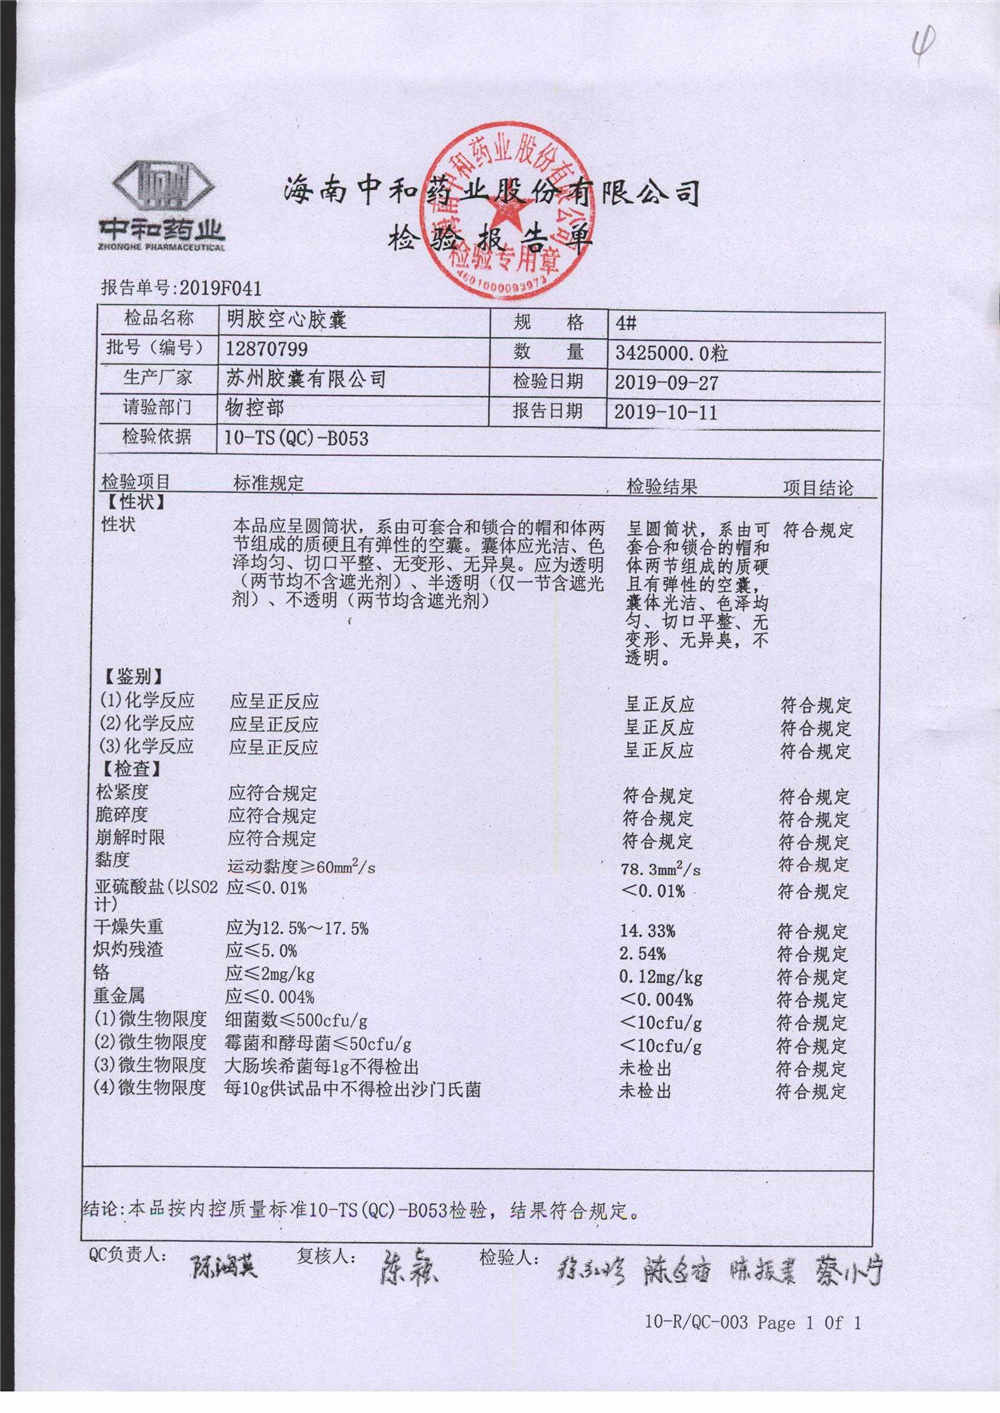 中和药业
ZHONGHE PHARMACEUTICAL
海南中和药业股份有限公司
检验报告单
海南中和药业股份有限公司
检验专用章
4601000093973
报告单号:2019F041
检品名称 明胶空心胶囊 规 格 4#
批号（编号） 12870799 数 量 3425000.0粒
生产厂家 苏州胶囊有限公司 检验日期 2019-09-27
请验部门 物控部 报告日期 2019-10-11
检验依据 10-TS(QC)-B053
检验项目 标准规定 检验结果 项目结论
【性状】
性状 本品应呈圆筒状，系由可套合和锁合的帽和体两 呈圆筒状，系由可 符合规定
节组成的质硬且有弹性的空囊。囊体应光洁、色 套合和锁合的帽和
泽均匀、切口平整、无变形、无异臭。应为透明 体两节组成的质硬
（两节均不含遮光剂）、半透明（仅一节含遮光 且有弹性的空囊，
剂）、不透明（两节均含遮光剂） 囊体光洁、色泽均
匀、切口平整、无
变形、无异臭，不
透明。
【鉴别】
(1)化学反应 应呈正反应 呈正反应 符合规定
(2)化学反应 应呈正反应 呈正反应 符合规定
(3)化学反应 应呈正反应 呈正反应 符合规定
【检查】
松紧度 应符合规定 符合规定 符合规定
脆碎度 应符合规定 符合规定 符合规定
崩解时限 应符合规定 符合规定 符合规定
黏度 运动黏度≥60mm²/s 78.3mm²/s 符合规定
亚硫酸盐(以SO2 应≤0.01% <0.01% 符合规定
计)
干燥失重 应为12.5%～17.5% 14.33% 符合规定
炽灼残渣 应≤5.0% 2.54% 符合规定
铬 应≤2mg/kg 0.12mg/kg 符合规定
重金属 应≤0.004% <0.004% 符合规定
(1)微生物限度 细菌数≤500cfu/g <10cfu/g 符合规定
(2)微生物限度 霉菌和酵母菌≤50cfu/g <10cfu/g 符合规定
(3)微生物限度 大肠埃希菌每1g不得检出 未检出 符合规定
(4)微生物限度 每10g供试品中不得检出沙门氏菌 未检出 符合规定
结论:本品按内控质量标准10-TS(QC)-B053检验，结果符合规定。
QC负责人： 复核人： 陈颖 检验人： 蔡小宁
10-R/QC-003 Page 1 Of 1